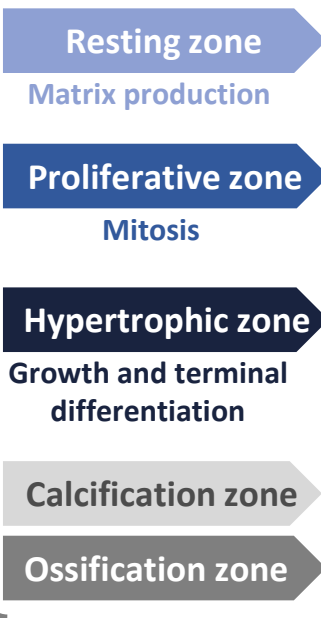 Resting zone
Matrix production
Proliferative zone
Mitosis
Hypertrophic zone
Growth and terminal
differentiation
Calcification zone
Ossification zone